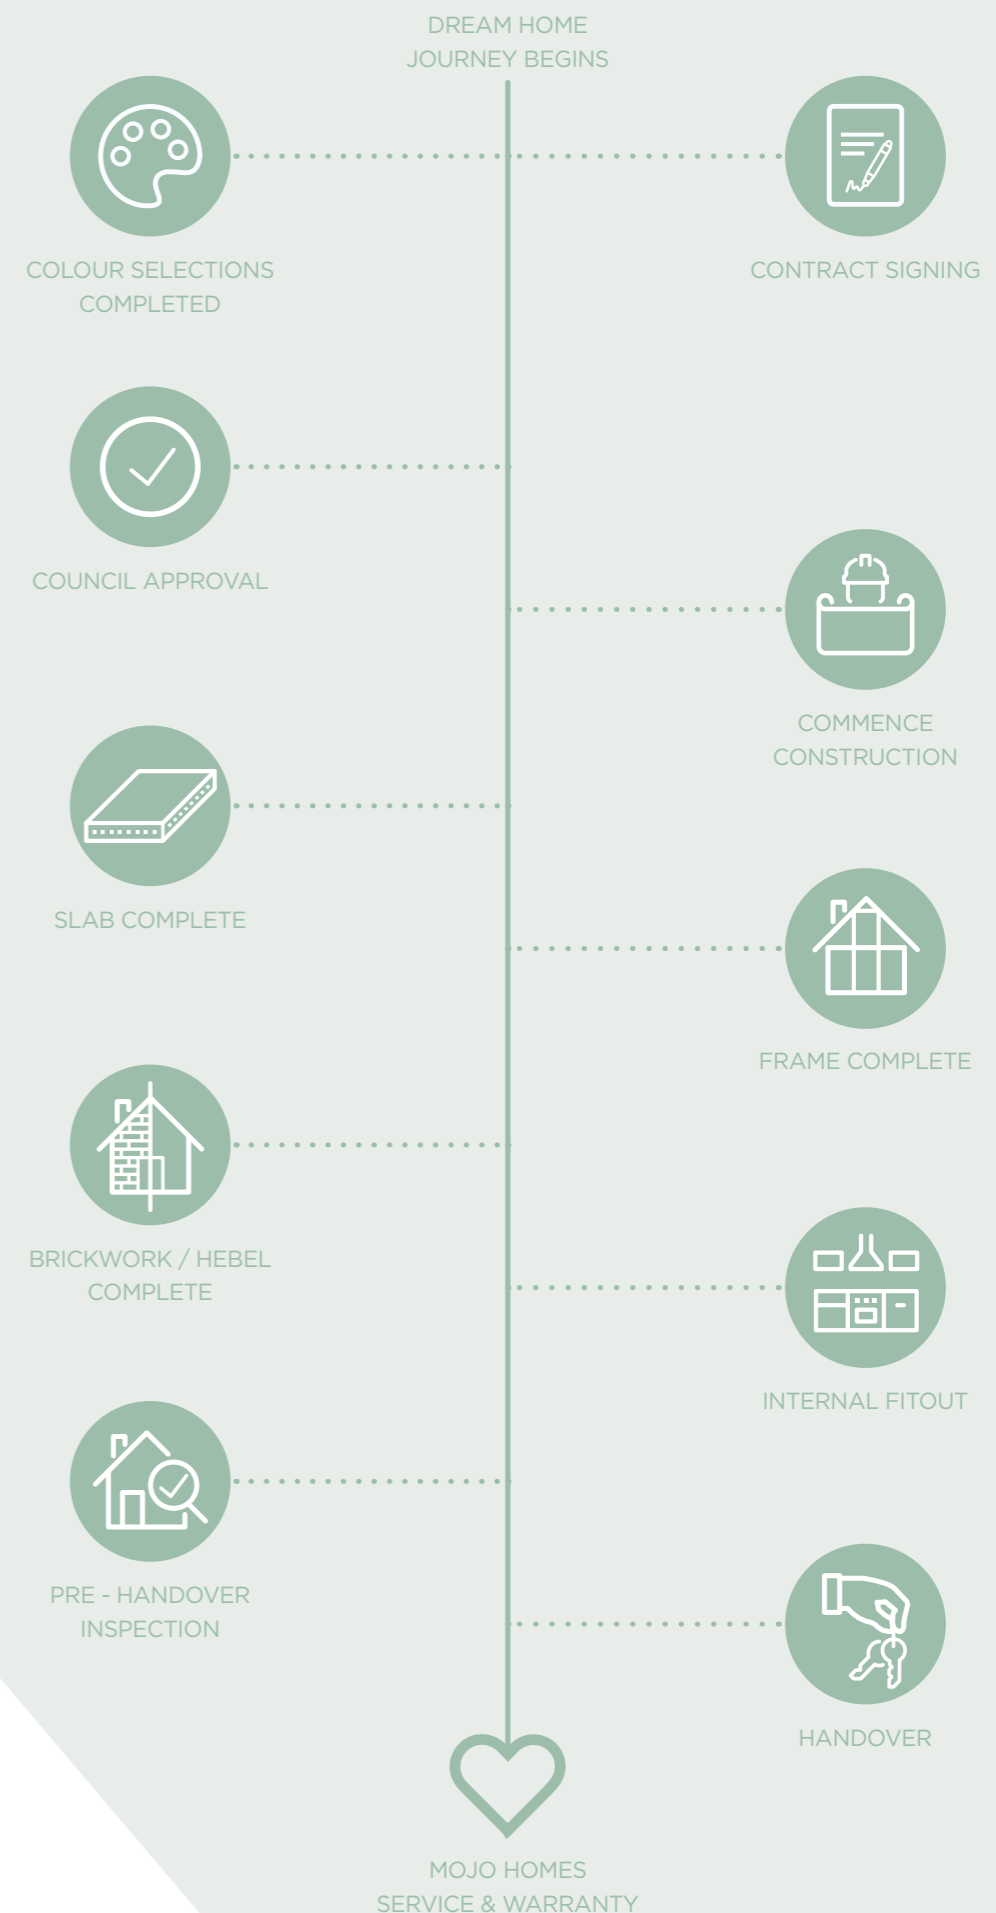 DREAM HOME
JOURNEY BEGINS
COLOUR SELECTIONS
COMPLETED
CONTRACT SIGNING
COUNCIL APPROVAL
COMMENCE
CONSTRUCTION
SLAB COMPLETE
FRAME COMPLETE
BRICKWORK / HEBEL
COMPLETE
INTERNAL FITOUT
PRE - HANDOVER
INSPECTION
HANDOVER
MOJO HOMES
SERVICE & WARRANTY